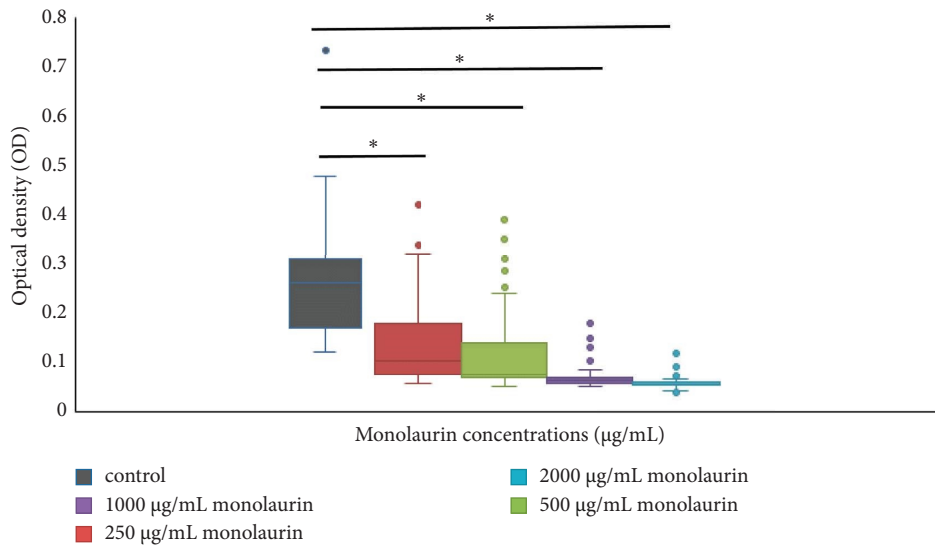 0.8
0.7
0.6
0.5
0.4
0.3
0.2
0.1
0
Optical density (OD)
*
*
*
*
Monolaurin concentrations (µg/mL)
control
1000 µg/mL monolaurin
250 µg/mL monolaurin
2000 µg/mL monolaurin
500 µg/mL monolaurin